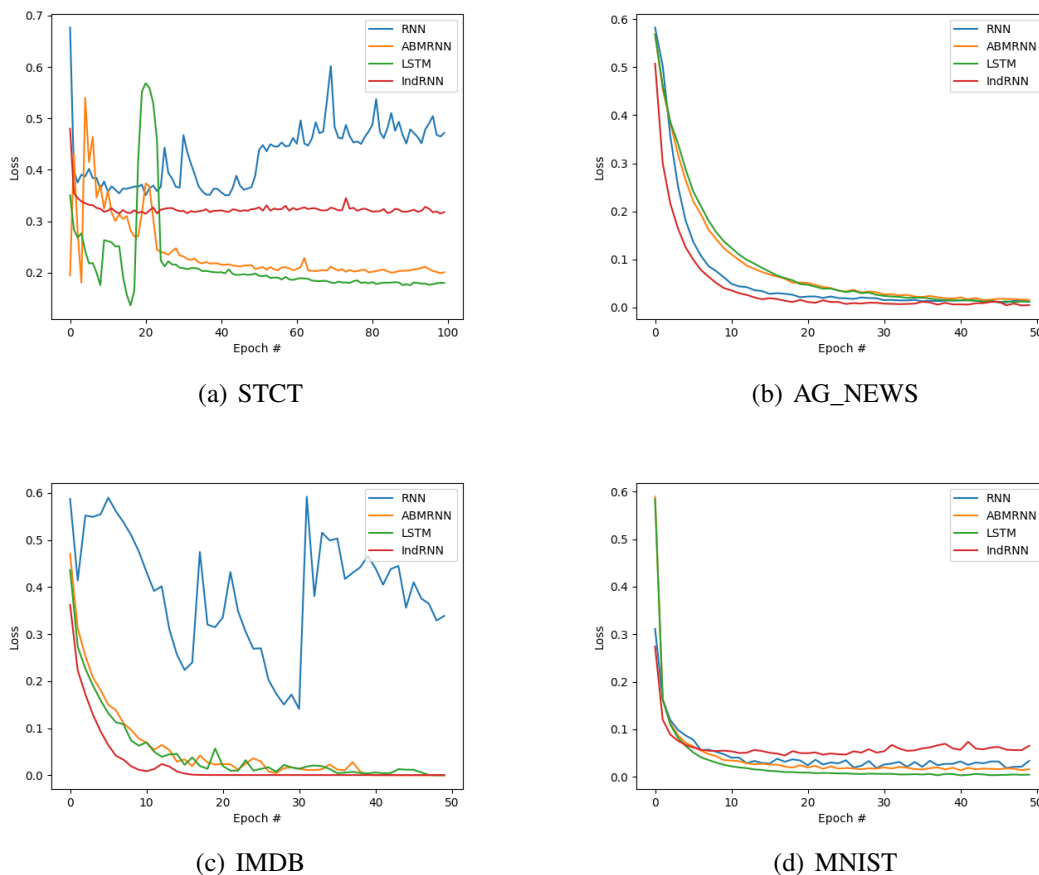 0.7
0.6
0.5
0.4
0.3
0.2
Loss
0
20
40
60
80
100
Epoch #
RNN
ABMRNN
LSTM
IndRNN
(a) STCT
0.6
0.5
0.4
0.3
0.2
0.1
0.0
Loss
0
10
20
30
40
50
Epoch #
RNN
ABMRNN
LSTM
IndRNN
(b) AG_NEWS
0.6
0.5
0.4
0.3
0.2
0.1
0.0
Loss
0
10
20
30
40
50
Epoch #
RNN
ABMRNN
LSTM
IndRNN
(c) IMDB
0.6
0.5
0.4
0.3
0.2
0.1
0.0
Loss
0
10
20
30
40
50
Epoch #
RNN
ABMRNN
LSTM
IndRNN
(d) MNIST